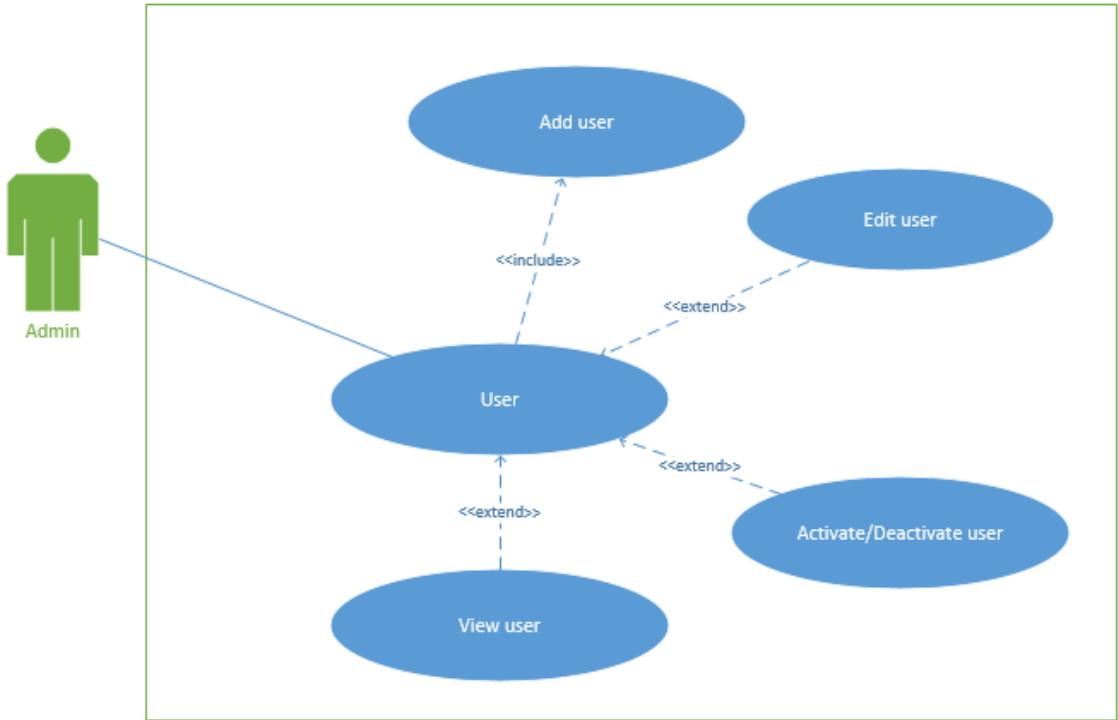 Add user
Edit user
<<include>>
<<extend>>
Admin
User
<<extend>>
<<extend>>
Activate/Deactivate user
View user